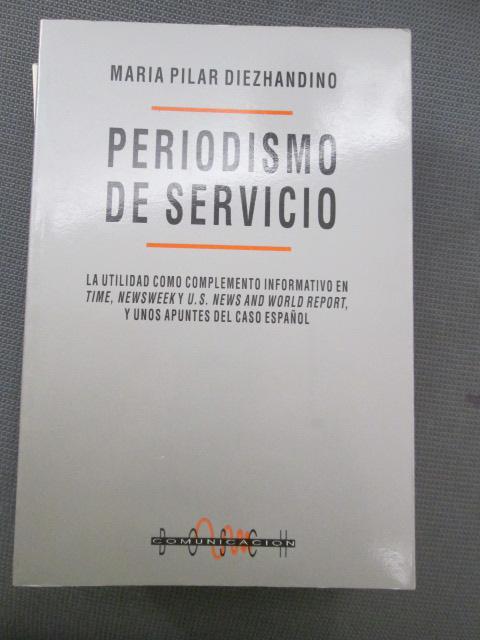 MARIA PILAR DIEZHANDINO
PERIODISMO
DE SERVICIO
LA UTILIDAD COMO COMPLEMENTO INFORMATIVO EN
TIME, NEWSWEEK Y U.S. NEWS AND WORLD REPORT,
Y UNOS APUNTES DEL CASO ESPAÑOL
BOSCH
COMUNICACION